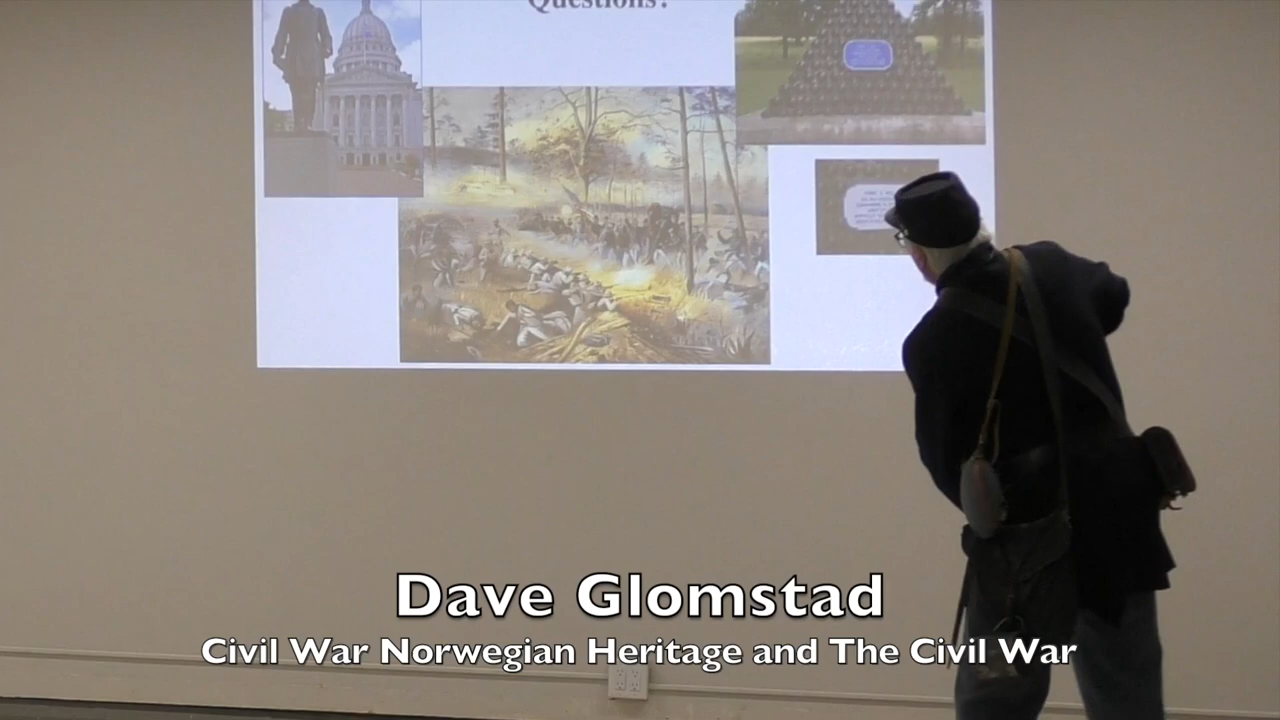 Questions?
Dave Glomstad
Civil War Norwegian Heritage and The Civil War